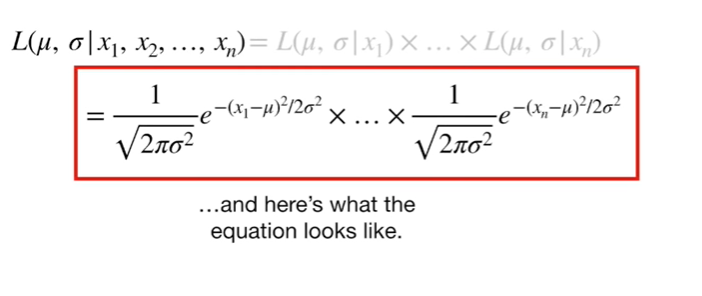 L(μ, σ|x₁, x₂, …, xₙ) = L(μ, σ|x₁) × … × L(μ, σ|xₙ)
= 1/√(2πσ²) e^(−(x₁−μ)²/2σ²) × … × 1/√(2πσ²) e^(−(xₙ−μ)²/2σ²)
…and here's what the
equation looks like.